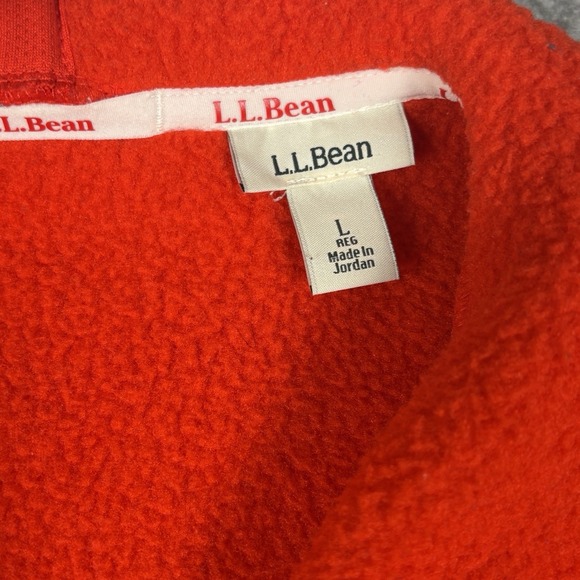 L.L.Bean
.L.Bean
L.
L.L.Bean
L
REG
Made In
Jordan